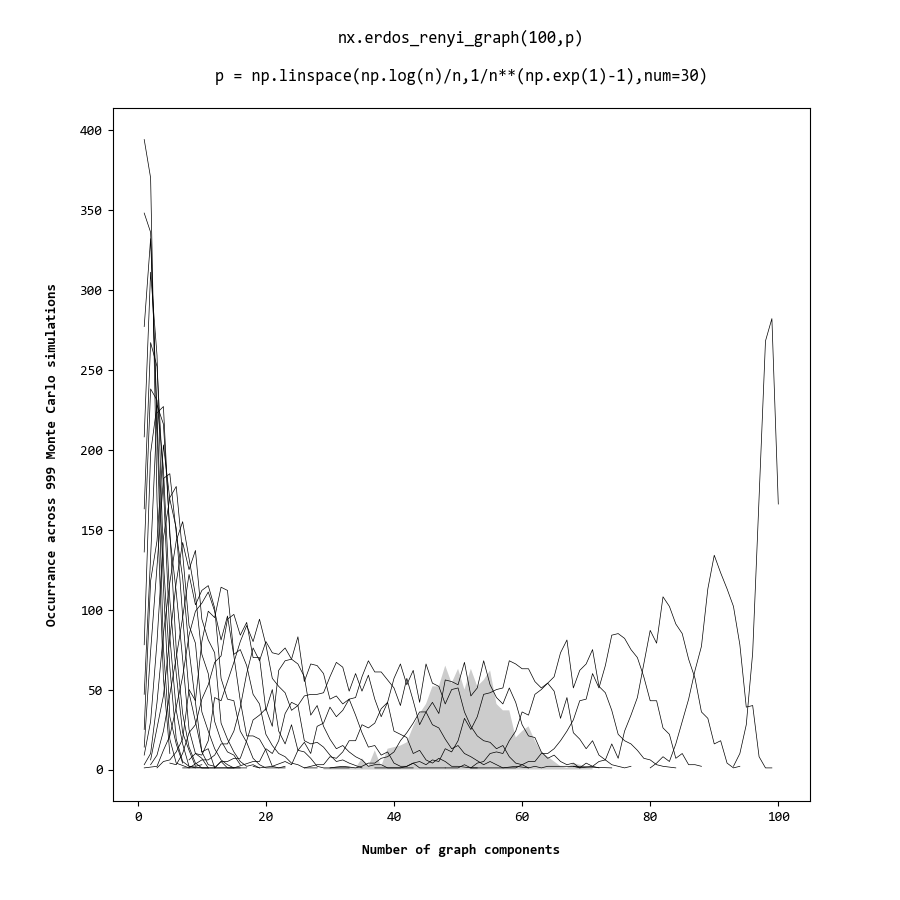 nx.erdos_renyi_graph(100,p)
p = np.linspace(np.log(n)/n,1/n**(np.exp(1)-1),num=30)
400
350
300
250
200
150
100
50
0
Occurrance across 999 Monte Carlo simulations
0 20 40 60 80 100
Number of graph components